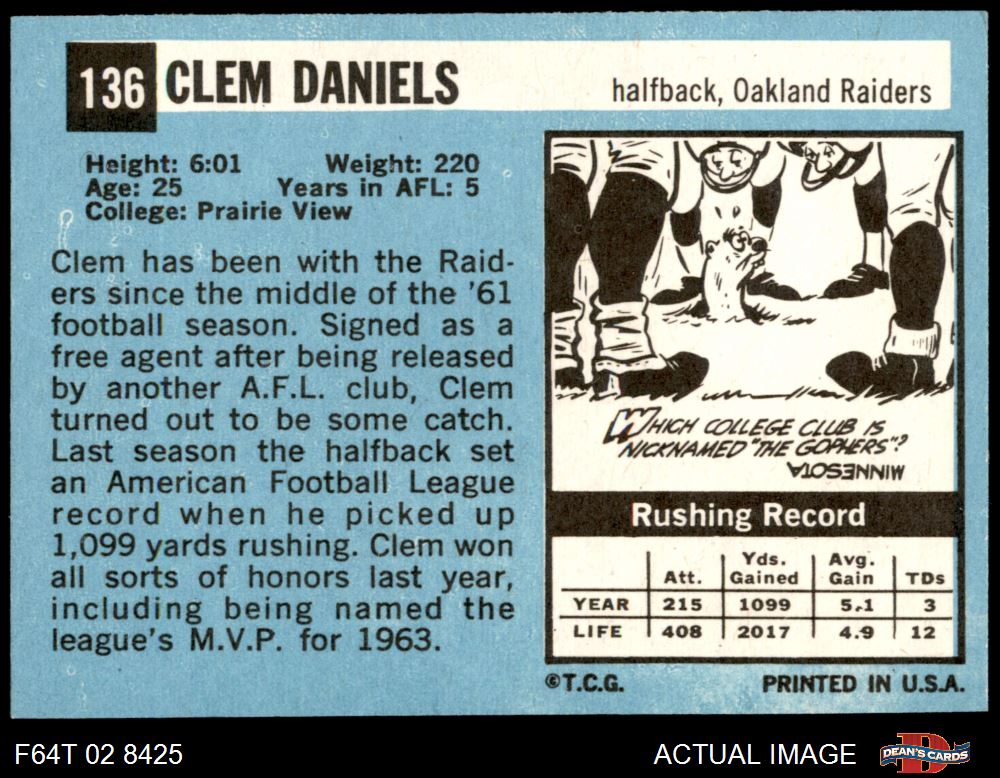 136 CLEM DANIELS halfback, Oakland Raiders
Height: 6:01 Weight: 220
Age: 25 Years in AFL: 5
College: Prairie View
Clem has been with the Raid-
ers since the middle of the '61
football season. Signed as a
free agent after being released
by another A.F.L. club, Clem
turned out to be some catch.
Last season the halfback set
an American Football League
record when he picked up
1,099 yards rushing. Clem won
all sorts of honors last year,
including being named the
league's M.V.P. for 1963.
WHICH COLLEGE CLUB IS
NICKNAMED "THE GOPHERS"?
MINNESOTA
Rushing Record
Att. Yds. Gained Avg. Gain TDs
YEAR 215 1099 5.1 3
LIFE 408 2017 4.9 12
©T.C.G. PRINTED IN U.S.A.
F64T 02 8425 ACTUAL IMAGE DEAN'S CARDS